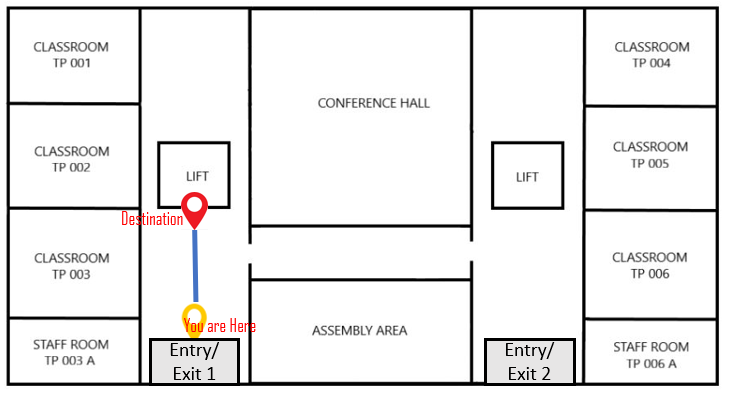 CLASSROOM
TP 001
CONFERENCE HALL
CLASSROOM
TP 004
CLASSROOM
TP 002
LIFT
LIFT
CLASSROOM
TP 005
Destination
CLASSROOM
TP 003
CLASSROOM
TP 006
You are Here
ASSEMBLY AREA
STAFF ROOM
TP 003 A
Entry/
Exit 1
Entry/
Exit 2
STAFF ROOM
TP 006 A